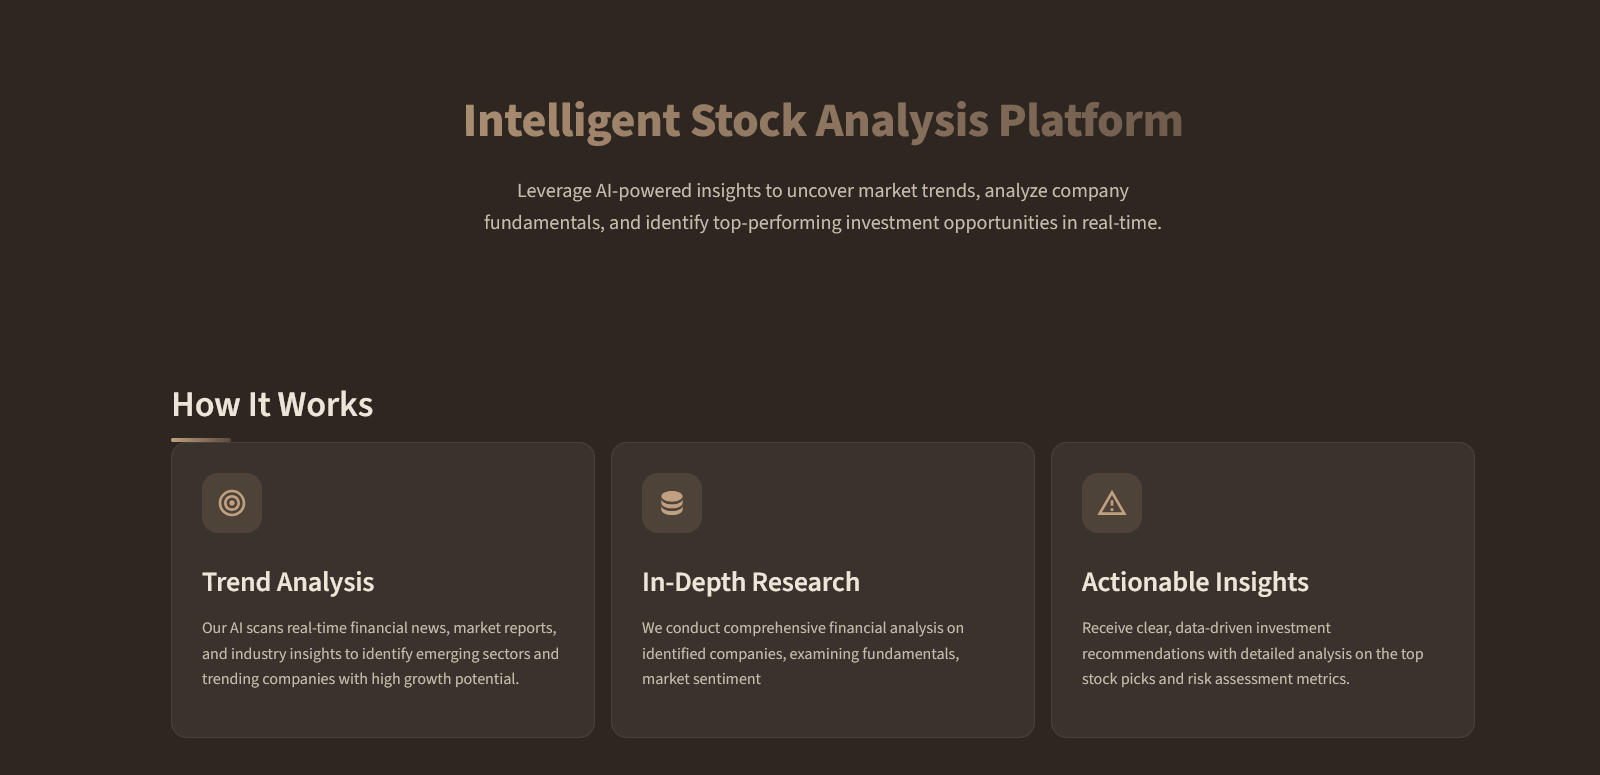 Intelligent Stock Analysis Platform
Leverage AI-powered insights to uncover market trends, analyze company
fundamentals, and identify top-performing investment opportunities in real-time.
How It Works
Trend Analysis
Our AI scans real-time financial news, market reports,
and industry insights to identify emerging sectors and
trending companies with high growth potential.
In-Depth Research
We conduct comprehensive financial analysis on
identified companies, examining fundamentals,
market sentiment
Actionable Insights
Receive clear, data-driven investment
recommendations with detailed analysis on the top
stock picks and risk assessment metrics.